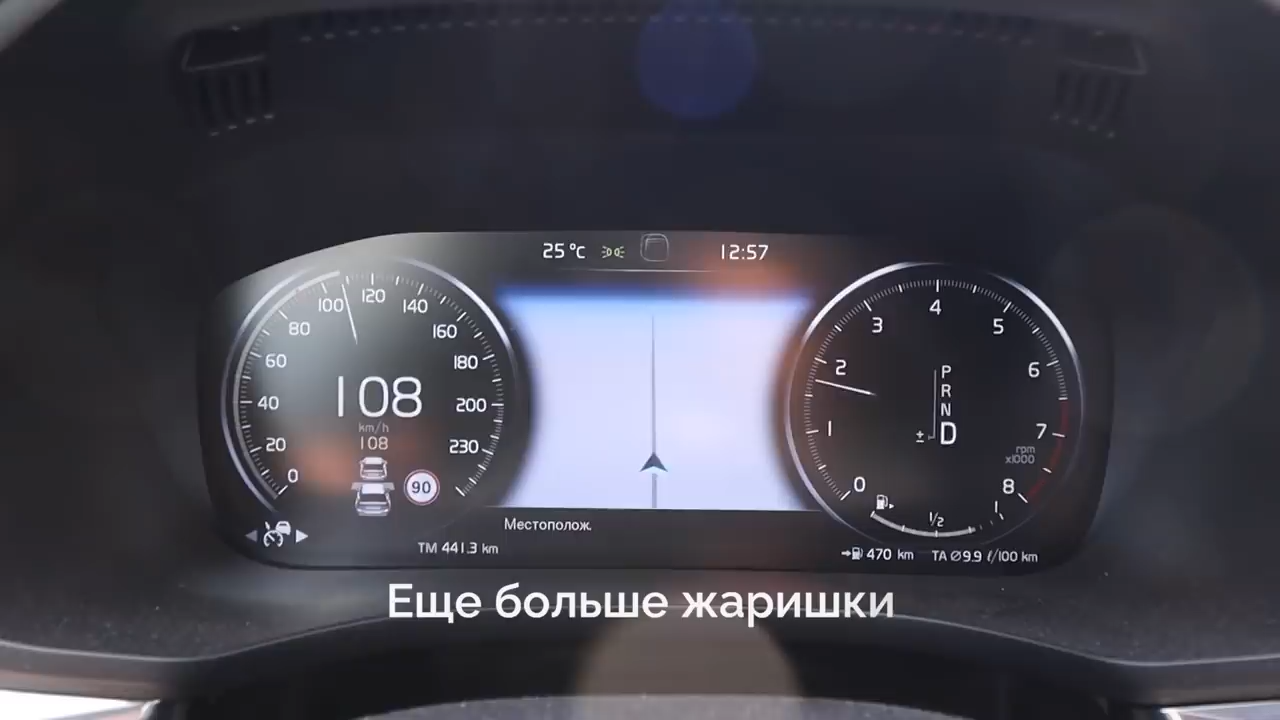 25 °C 12:57
0 20 40 60 80 100 120 140 160 180 200 230
108
km/h
108
90
TM 441.3 km
Местополож.
0 1 2 3 4 5 6 7 8
P
R
N
D
±
rpm
x1000
1/2
1
470 km TA Ø9.9 ℓ/100 km
Еще больше жаришки